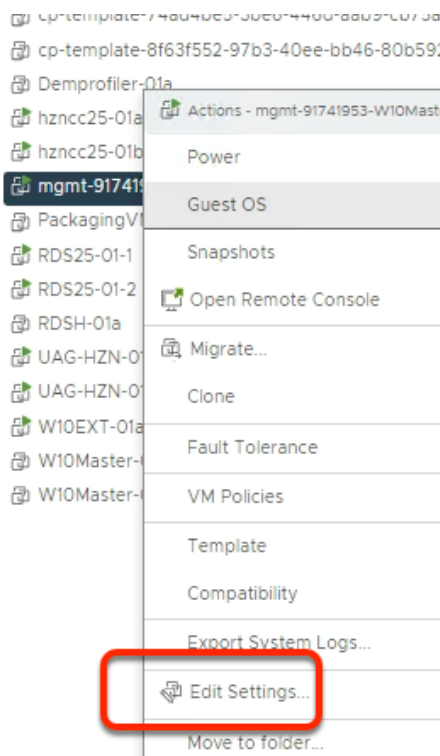 cp-template-8f63f552-97b3-40ee-bb46-80b592
Demprofiler-01a
hzncc25-01a
Actions - mgmt-91741953-W10Mast
hzncc25-01b
Power
mgmt-91741
Guest OS
PackagingV
Snapshots
RDS25-01-1
RDS25-01-2
Open Remote Console
RDSH-01a
Migrate...
UAG-HZN-0
UAG-HZN-0
Clone
W10EXT-01a
Fault Tolerance
W10Master-
W10Master-
VM Policies
Template
Compatibility
Export System Logs...
Edit Settings...
Move to folder...